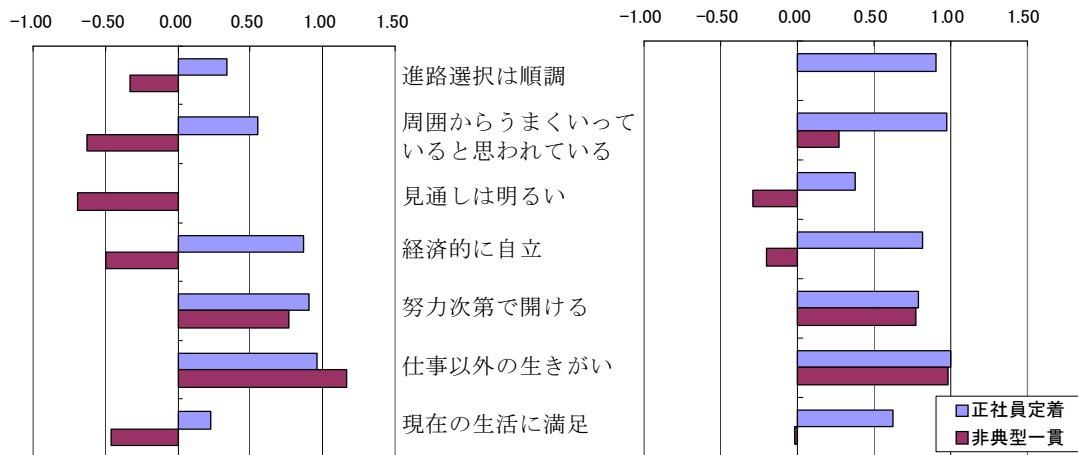 -1.00 -0.50 0.00 0.50 1.00 1.50
-1.00 -0.50 0.00 0.50 1.00 1.50
進路選択は順調
周囲からうまくいって
いると思われている
見通しは明るい
経済的に自立
努力次第で開ける
仕事以外の生きがい
現在の生活に満足
正社員定着
非典型一貫